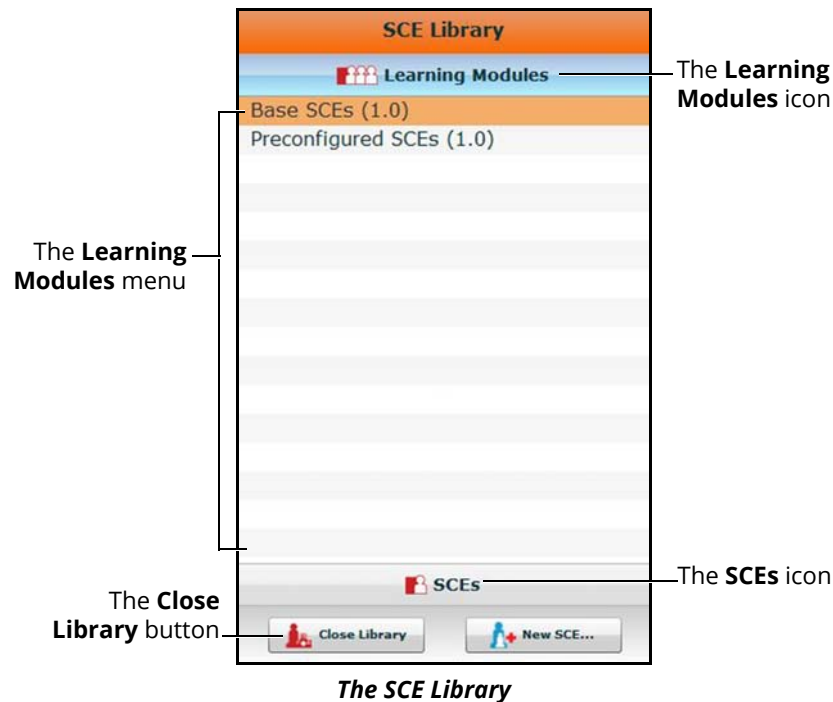 SCE Library
Learning Modules
The Learning
Modules icon
Base SCEs (1.0)
Preconfigured SCEs (1.0)
The Learning
Modules menu
SCEs
The SCEs icon
The Close
Library button
Close Library
New SCE...
The SCE Library